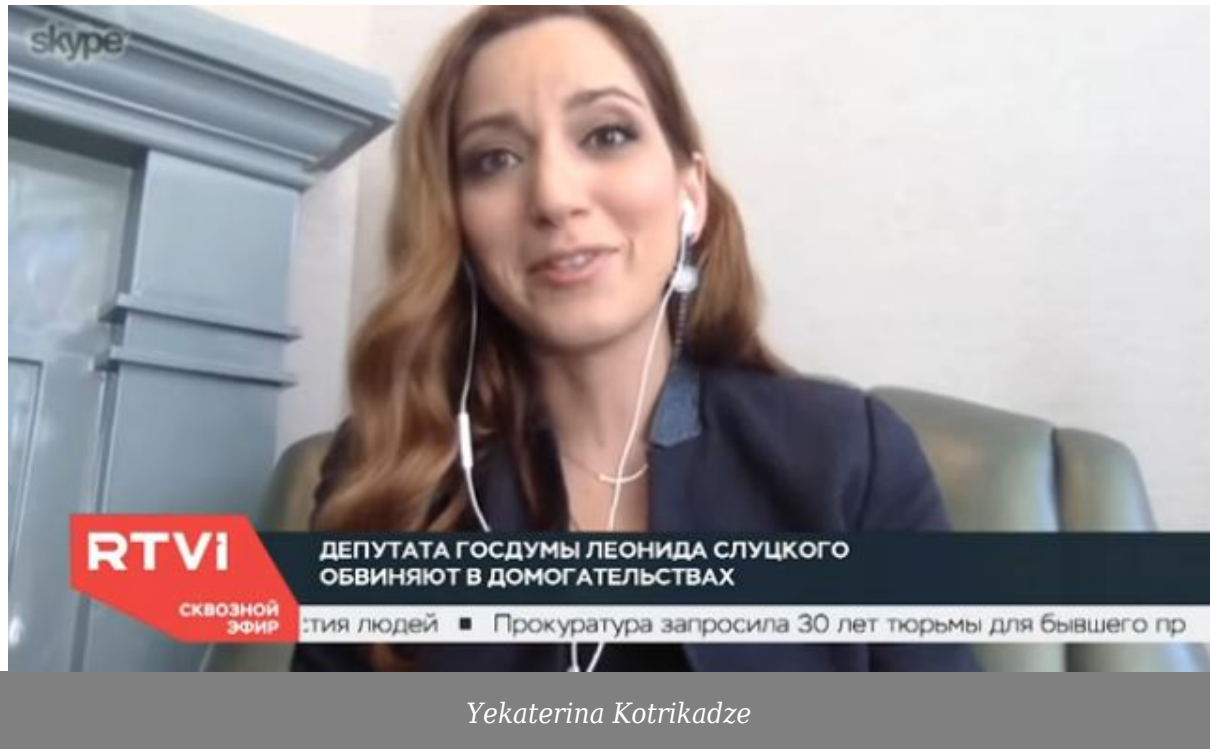 skype
RTVi
ДЕПУТАТА ГОСДУМЫ ЛЕОНИДА СЛУЦКОГО
ОБВИНЯЮТ В ДОМОГАТЕЛЬСТВАХ
СКВОЗНОЙ
ЭФИР
тия людей ■ Прокуратура запросила 30 лет тюрьмы для бывшего пр
Yekaterina Kotrikadze